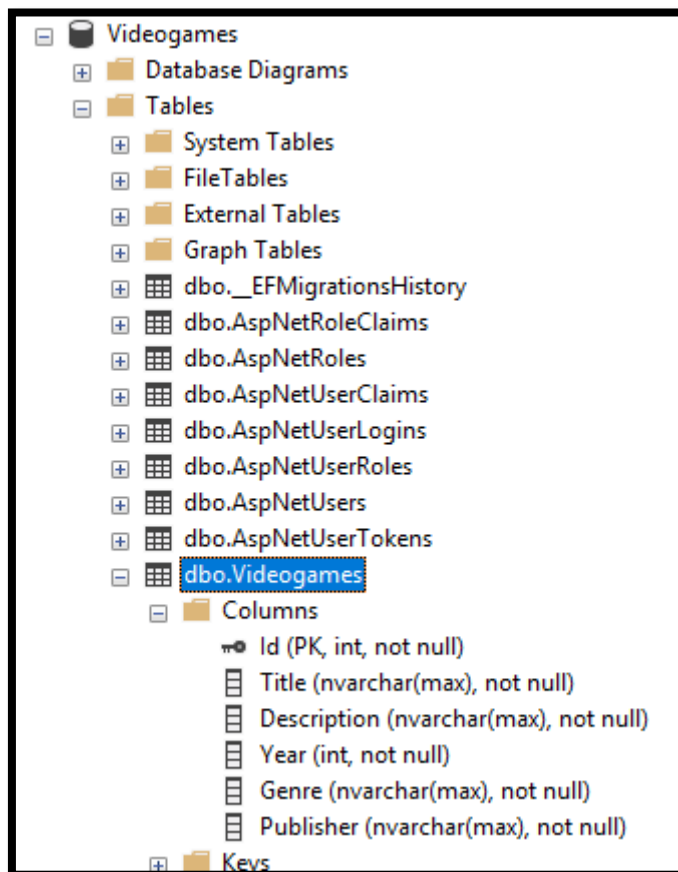 Videogames
Database Diagrams
Tables
System Tables
FileTables
External Tables
Graph Tables
dbo.__EFMigrationsHistory
dbo.AspNetRoleClaims
dbo.AspNetRoles
dbo.AspNetUserClaims
dbo.AspNetUserLogins
dbo.AspNetUserRoles
dbo.AspNetUsers
dbo.AspNetUserTokens
dbo.Videogames
Columns
Id (PK, int, not null)
Title (nvarchar(max), not null)
Description (nvarchar(max), not null)
Year (int, not null)
Genre (nvarchar(max), not null)
Publisher (nvarchar(max), not null)
Keys